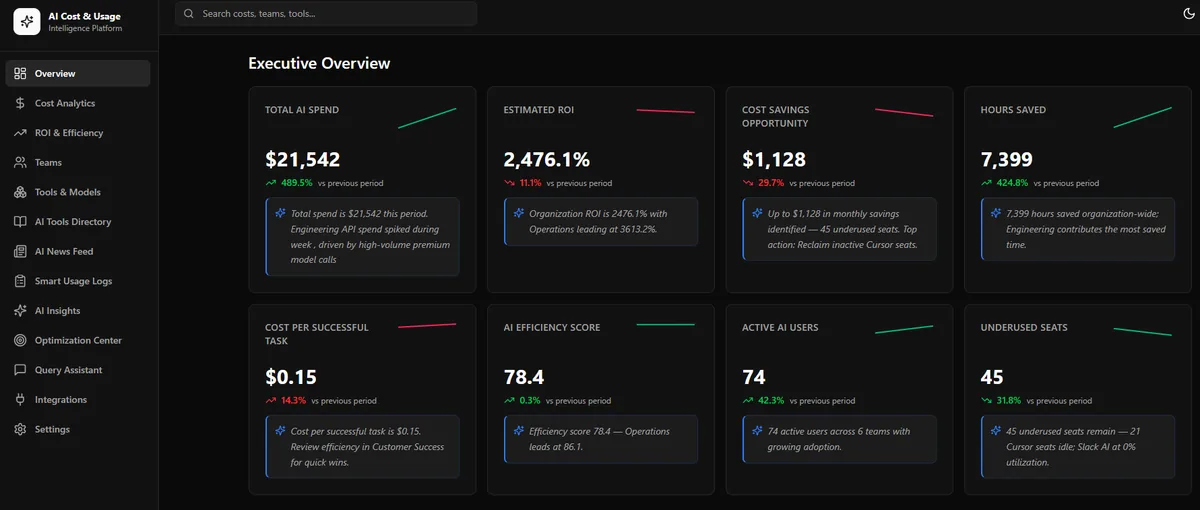 AI Cost & Usage
Intelligence Platform
Search costs, teams, tools...
Overview
Cost Analytics
ROI & Efficiency
Teams
Tools & Models
AI Tools Directory
AI News Feed
Smart Usage Logs
AI Insights
Optimization Center
Query Assistant
Integrations
Settings
Executive Overview
TOTAL AI SPEND
$21,542
489.5% vs previous period
Total spend is $21,542 this period.
Engineering API spend spiked during
week , driven by high-volume premium
model calls
ESTIMATED ROI
2,476.1%
11.1% vs previous period
Organization ROI is 2476.1% with
Operations leading at 3613.2%.
COST SAVINGS
OPPORTUNITY
$1,128
29.7% vs previous period
Up to $1,128 in monthly savings
identified — 45 underused seats. Top
action: Reclaim inactive Cursor seats.
HOURS SAVED
7,399
424.8% vs previous period
7,399 hours saved organization-wide;
Engineering contributes the most saved
time.
COST PER SUCCESSFUL
TASK
$0.15
14.3% vs previous period
Cost per successful task is $0.15.
Review efficiency in Customer Success
for quick wins.
AI EFFICIENCY SCORE
78.4
0.3% vs previous period
Efficiency score 78.4 — Operations
leads at 86.1.
ACTIVE AI USERS
74
42.3% vs previous period
74 active users across 6 teams with
growing adoption.
UNDERUSED SEATS
45
31.8% vs previous period
45 underused seats remain — 21
Cursor seats idle; Slack AI at 0%
utilization.